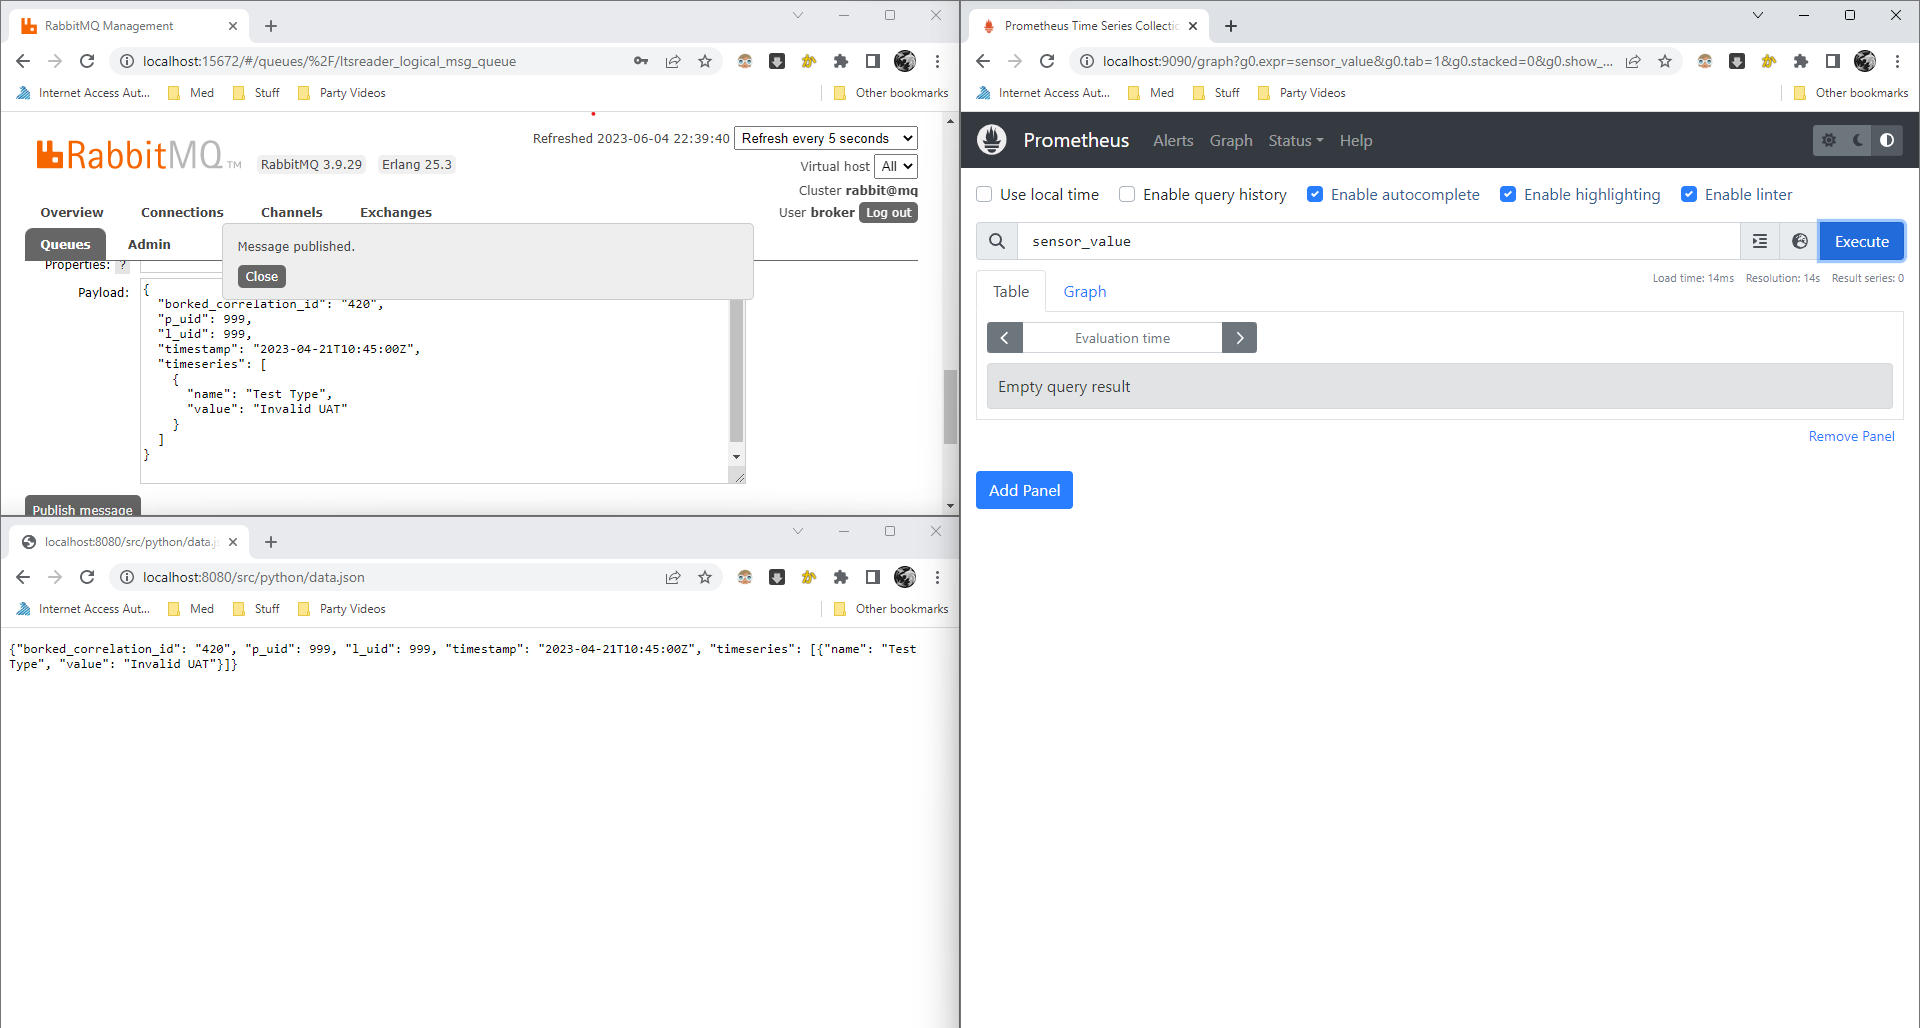 RabbitMQ Management
localhost:15672/#/queues/%2F/ltsreader_logical_msg_queue
Internet Access Aut...
Med
Stuff
Party Videos
Other bookmarks
RabbitMQ TM
RabbitMQ 3.9.29
Erlang 25.3
Refreshed 2023-06-04 22:39:40
Refresh every 5 seconds
Virtual host
All
Cluster rabbit@mq
User broker
Log out
Overview
Connections
Channels
Exchanges
Queues
Admin
Message published.
Close
Properties: ?
Payload:
{
"borked_correlation_id": "420",
"p_uid": 999,
"l_uid": 999,
"timestamp": "2023-04-21T10:45:00Z",
"timeseries": [
{
"name": "Test Type",
"value": "Invalid UAT"
}
]
}
Publish message
localhost:8080/src/python/data.js
localhost:8080/src/python/data.json
Internet Access Aut...
Med
Stuff
Party Videos
Other bookmarks
{"borked_correlation_id": "420", "p_uid": 999, "l_uid": 999, "timestamp": "2023-04-21T10:45:00Z", "timeseries": [{"name": "Test
Type", "value": "Invalid UAT"}]}
Prometheus Time Series Collectio
localhost:9090/graph?g0.expr=sensor_value&g0.tab=1&g0.stacked=0&g0.show_...
Internet Access Aut...
Med
Stuff
Party Videos
Other bookmarks
Prometheus
Alerts
Graph
Status
Help
Use local time
Enable query history
Enable autocomplete
Enable highlighting
Enable linter
sensor_value
Execute
Load time: 14ms
Resolution: 14s
Result series: 0
Table
Graph
Evaluation time
Empty query result
Remove Panel
Add Panel